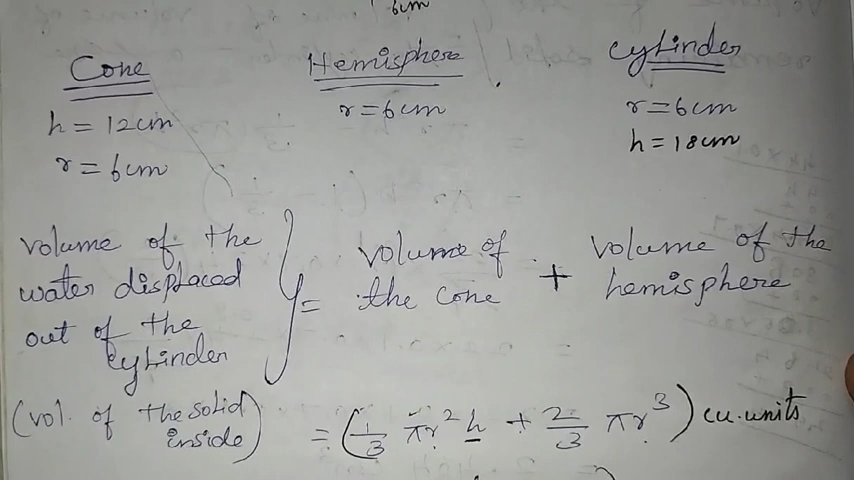 6cm
Cone
Hemisphere
Cylinder
h = 12cm
r = 6cm
r = 6cm
r = 6cm
h = 18cm
volume of the
water displaced
out of the
cylinder
=
volume of
the cone
+
volume of the
hemisphere
(vol. of the solid
inside)
= (1/3 πr²h + 2/3 πr³) cu.units